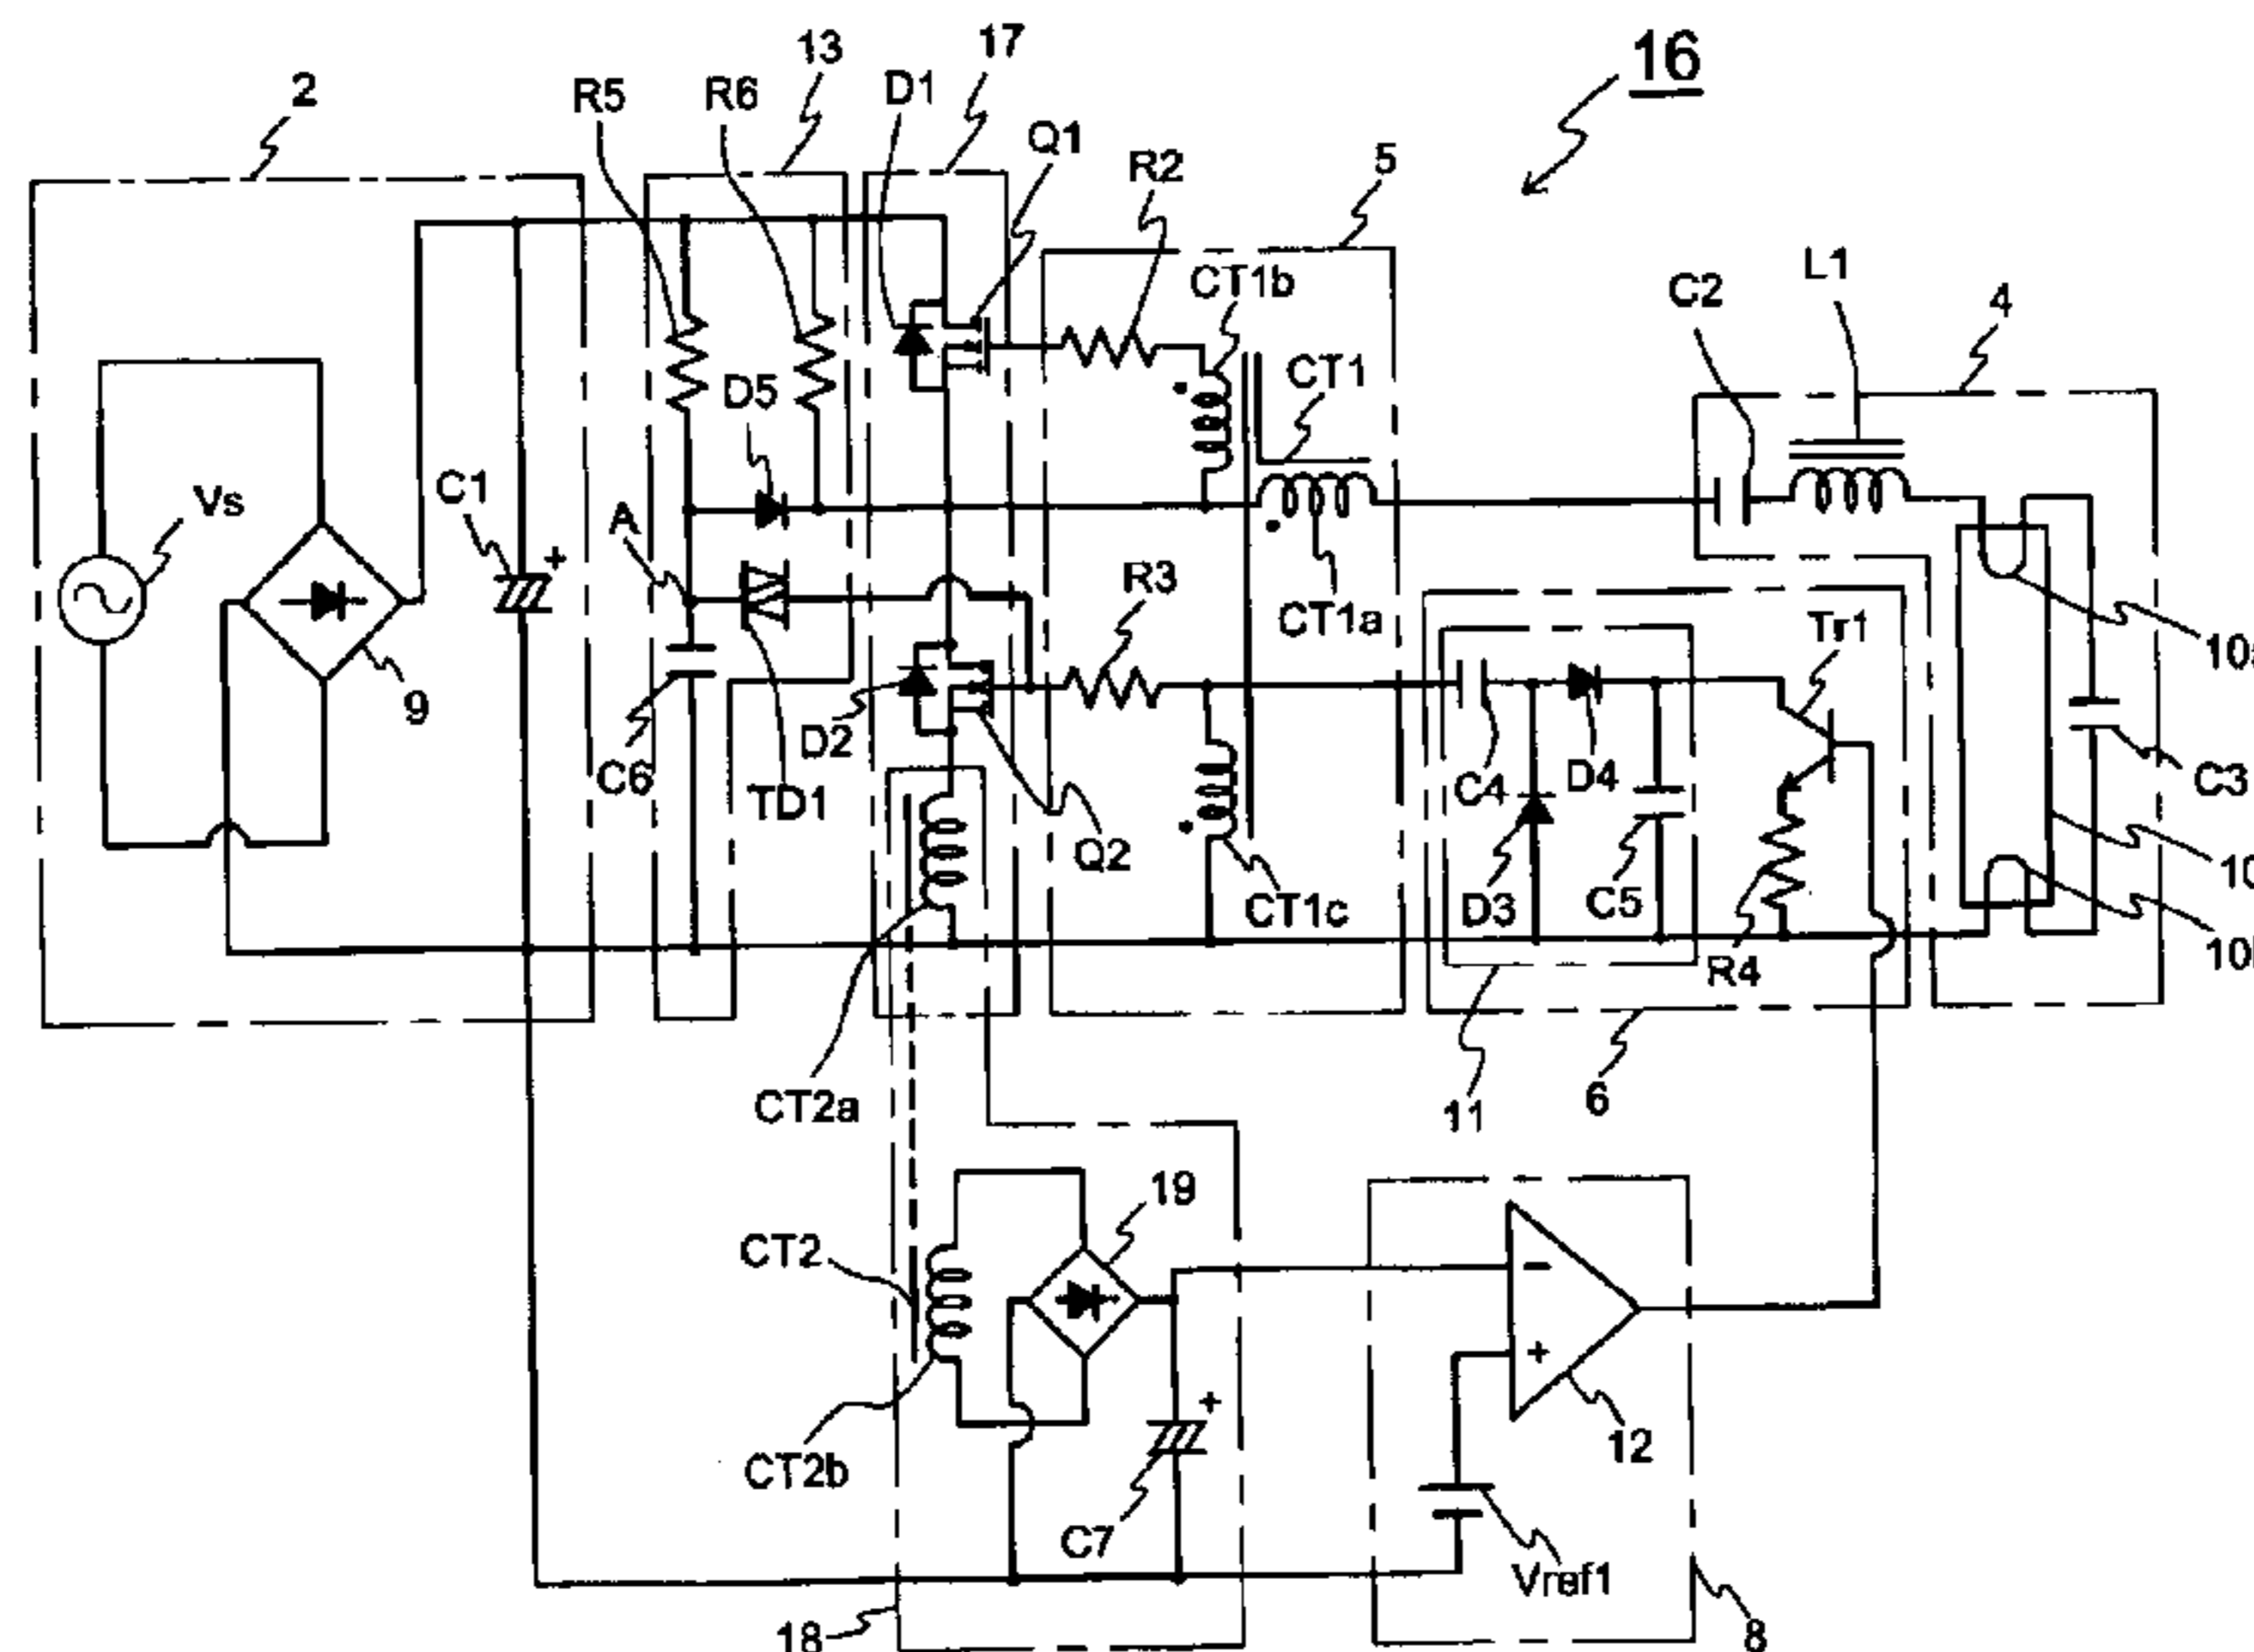 16
17
13
2
R5
R6
D1
Q1
R2
5
CT1b
L1
C2
4
CT1
D5
Vs
C1
+
A
R3
CT1a
Tr1
9
C6
D2
TD1
C4
D4
C3
Q2
CT1c
D3
C5
R4
CT2a
11
6
CT2
19
−
+
12
CT2b
+
C7
Vref1
18
8